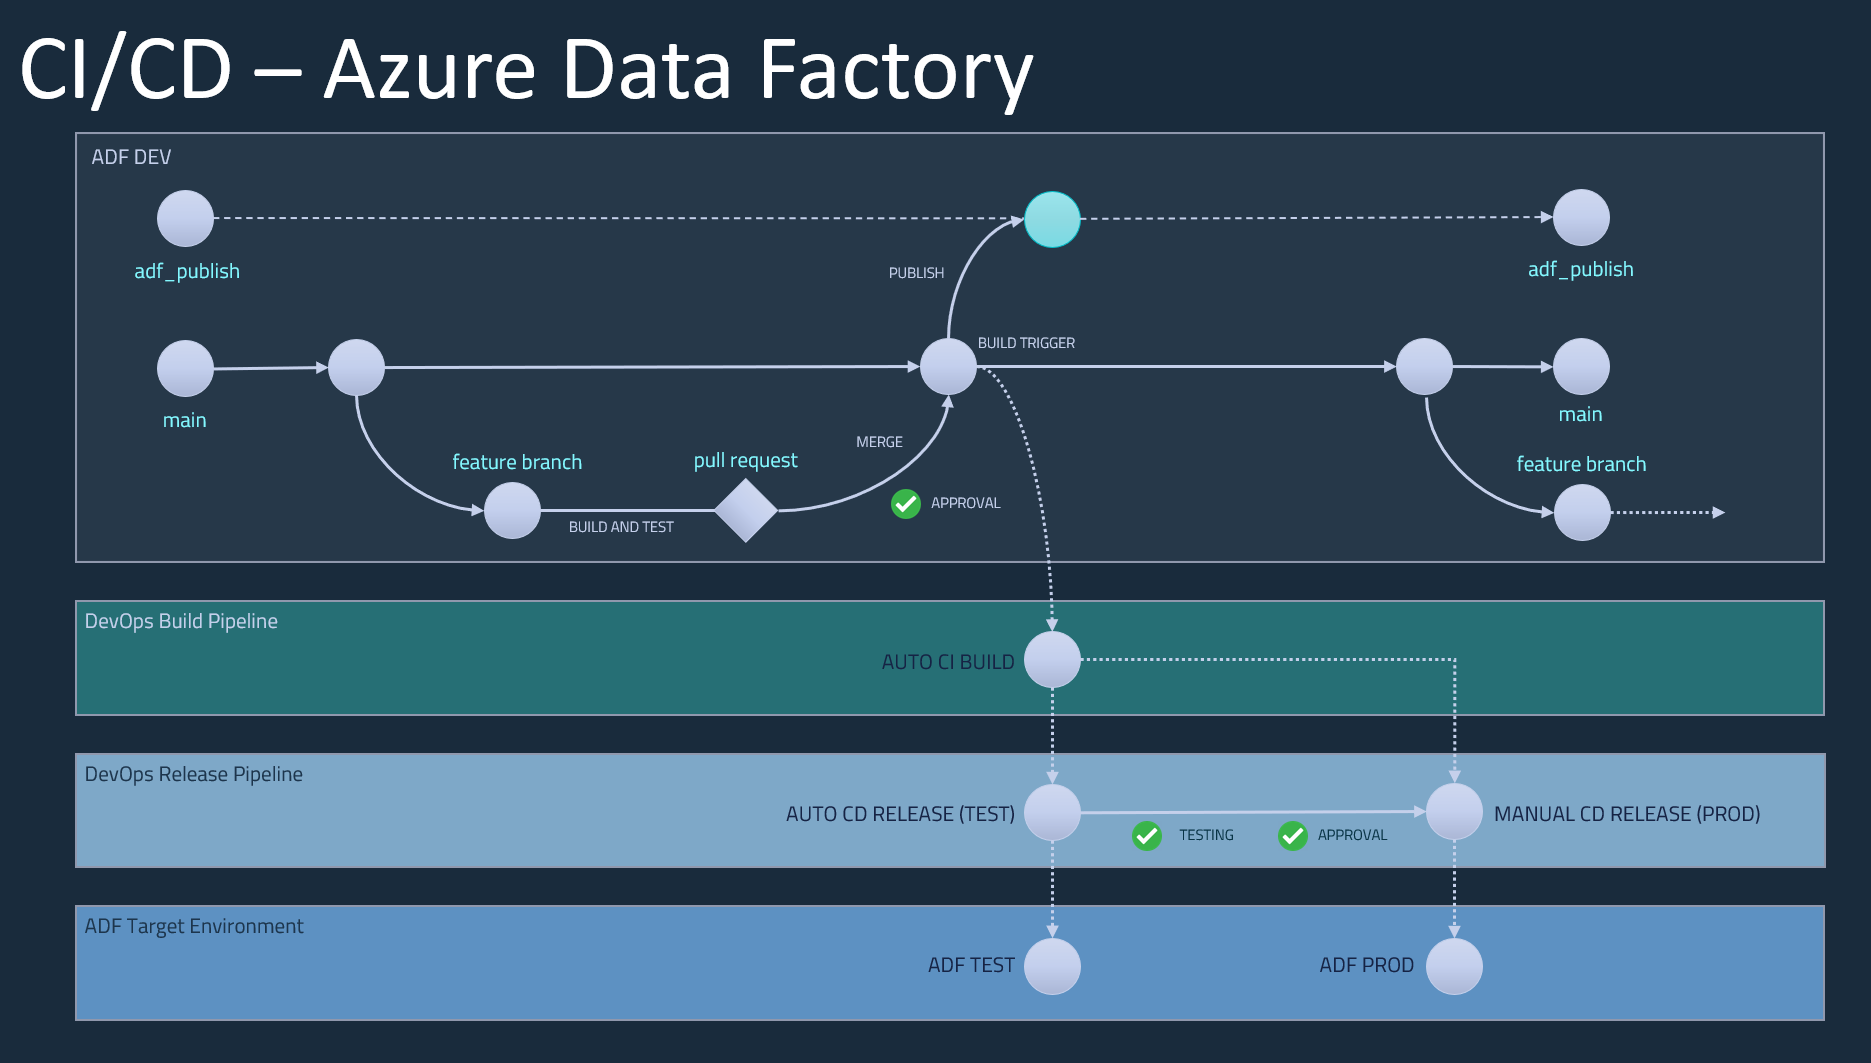 CI/CD – Azure Data Factory
ADF DEV
adf_publish
PUBLISH
adf_publish
BUILD TRIGGER
main
main
MERGE
feature branch
pull request
feature branch
APPROVAL
BUILD AND TEST
DevOps Build Pipeline
AUTO CI BUILD
DevOps Release Pipeline
AUTO CD RELEASE (TEST)
MANUAL CD RELEASE (PROD)
TESTING
APPROVAL
ADF Target Environment
ADF TEST
ADF PROD